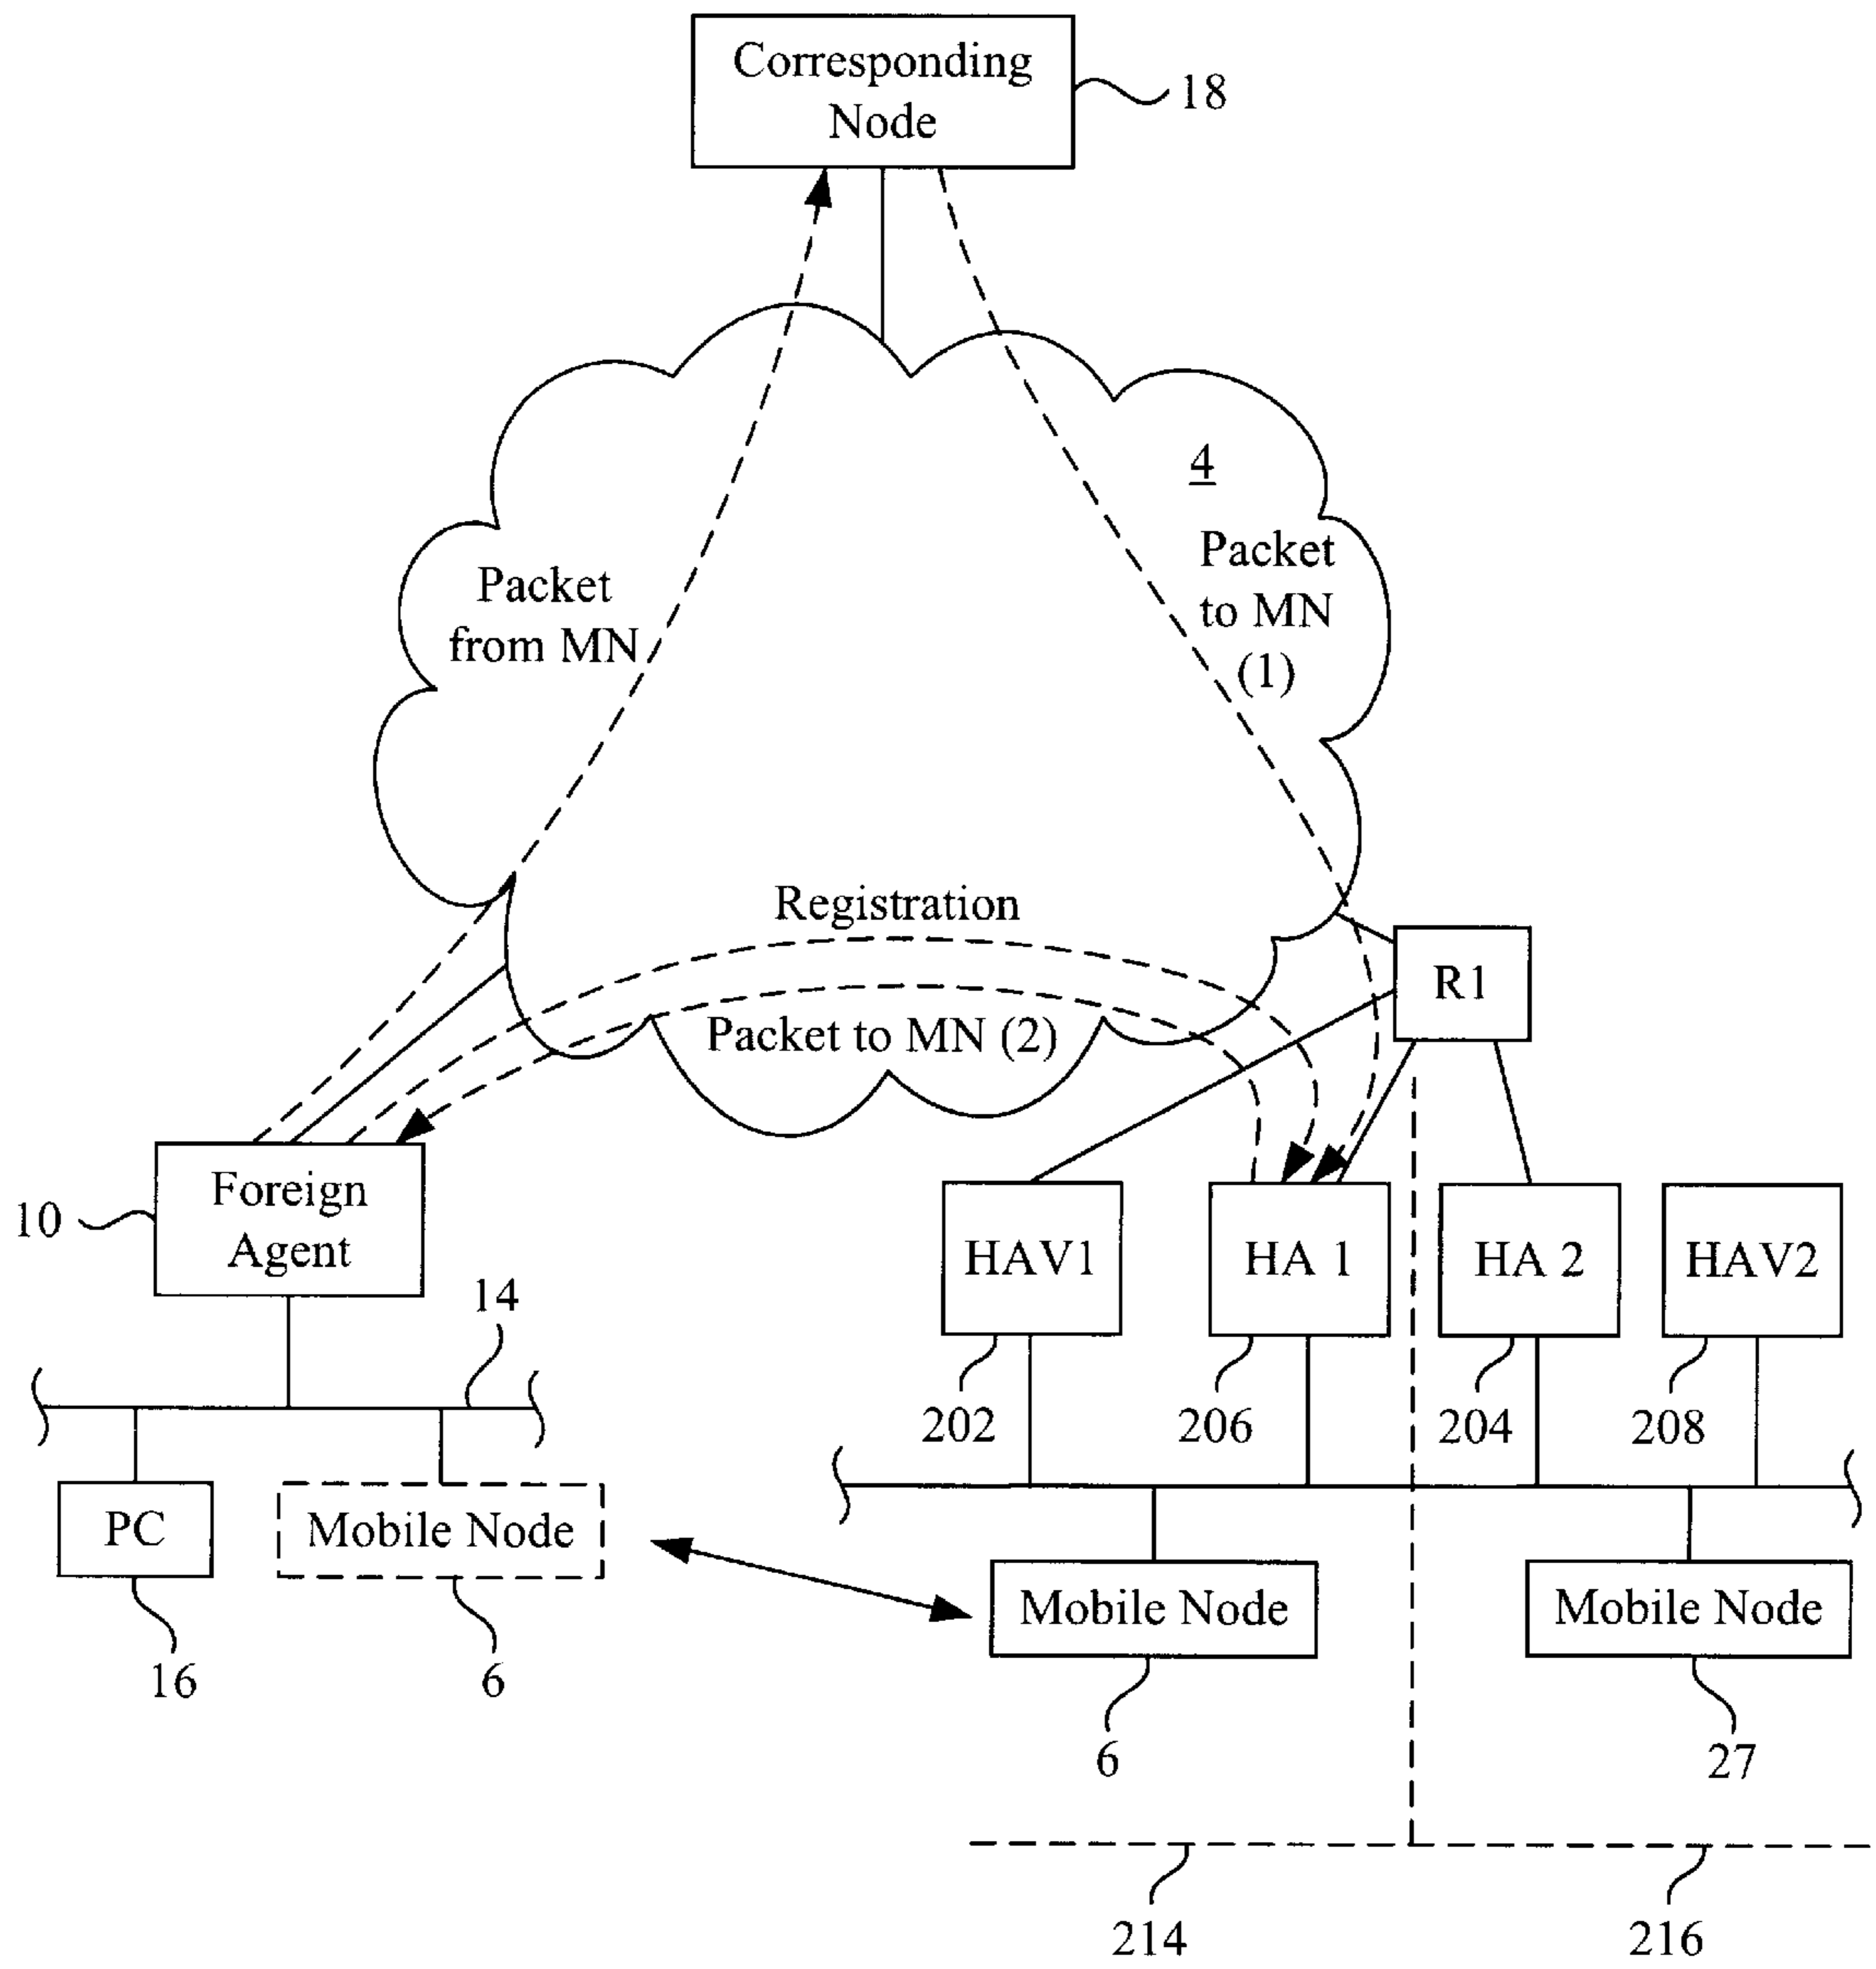 Corresponding
Node
18
4
Packet
to MN
(1)
Packet
from MN
Registration
Packet to MN (2)
R1
Foreign
Agent
10
14
HAV1
HA 1
HA 2
HAV2
202
206
204
208
PC
Mobile Node
16
6
Mobile Node
Mobile Node
6
27
214
216